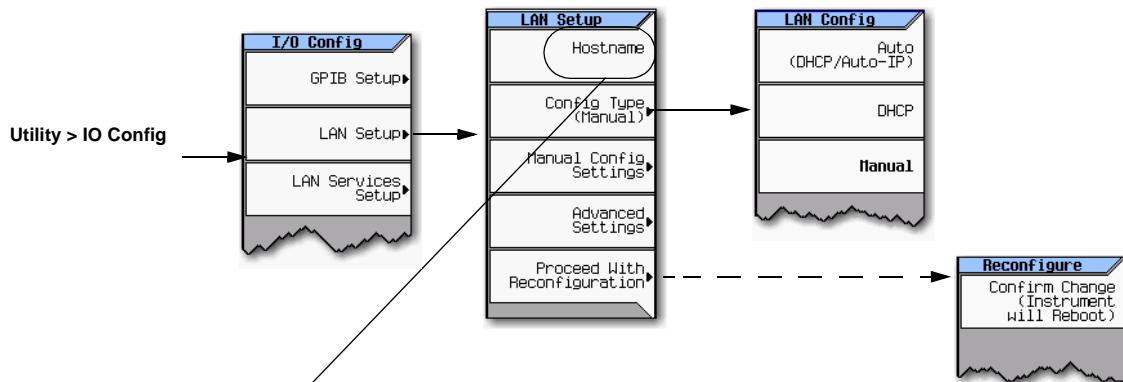 Utility > IO Config
I/O Config
GPIB Setup
LAN Setup
LAN Services
Setup
LAN Setup
Hostname
Config Type
(Manual)
Manual Config
Settings
Advanced
Settings
Proceed With
Reconfiguration
LAN Config
Auto
(DHCP/Auto-IP)
DHCP
Manual
Reconfigure
Confirm Change
(Instrument
will Reboot)